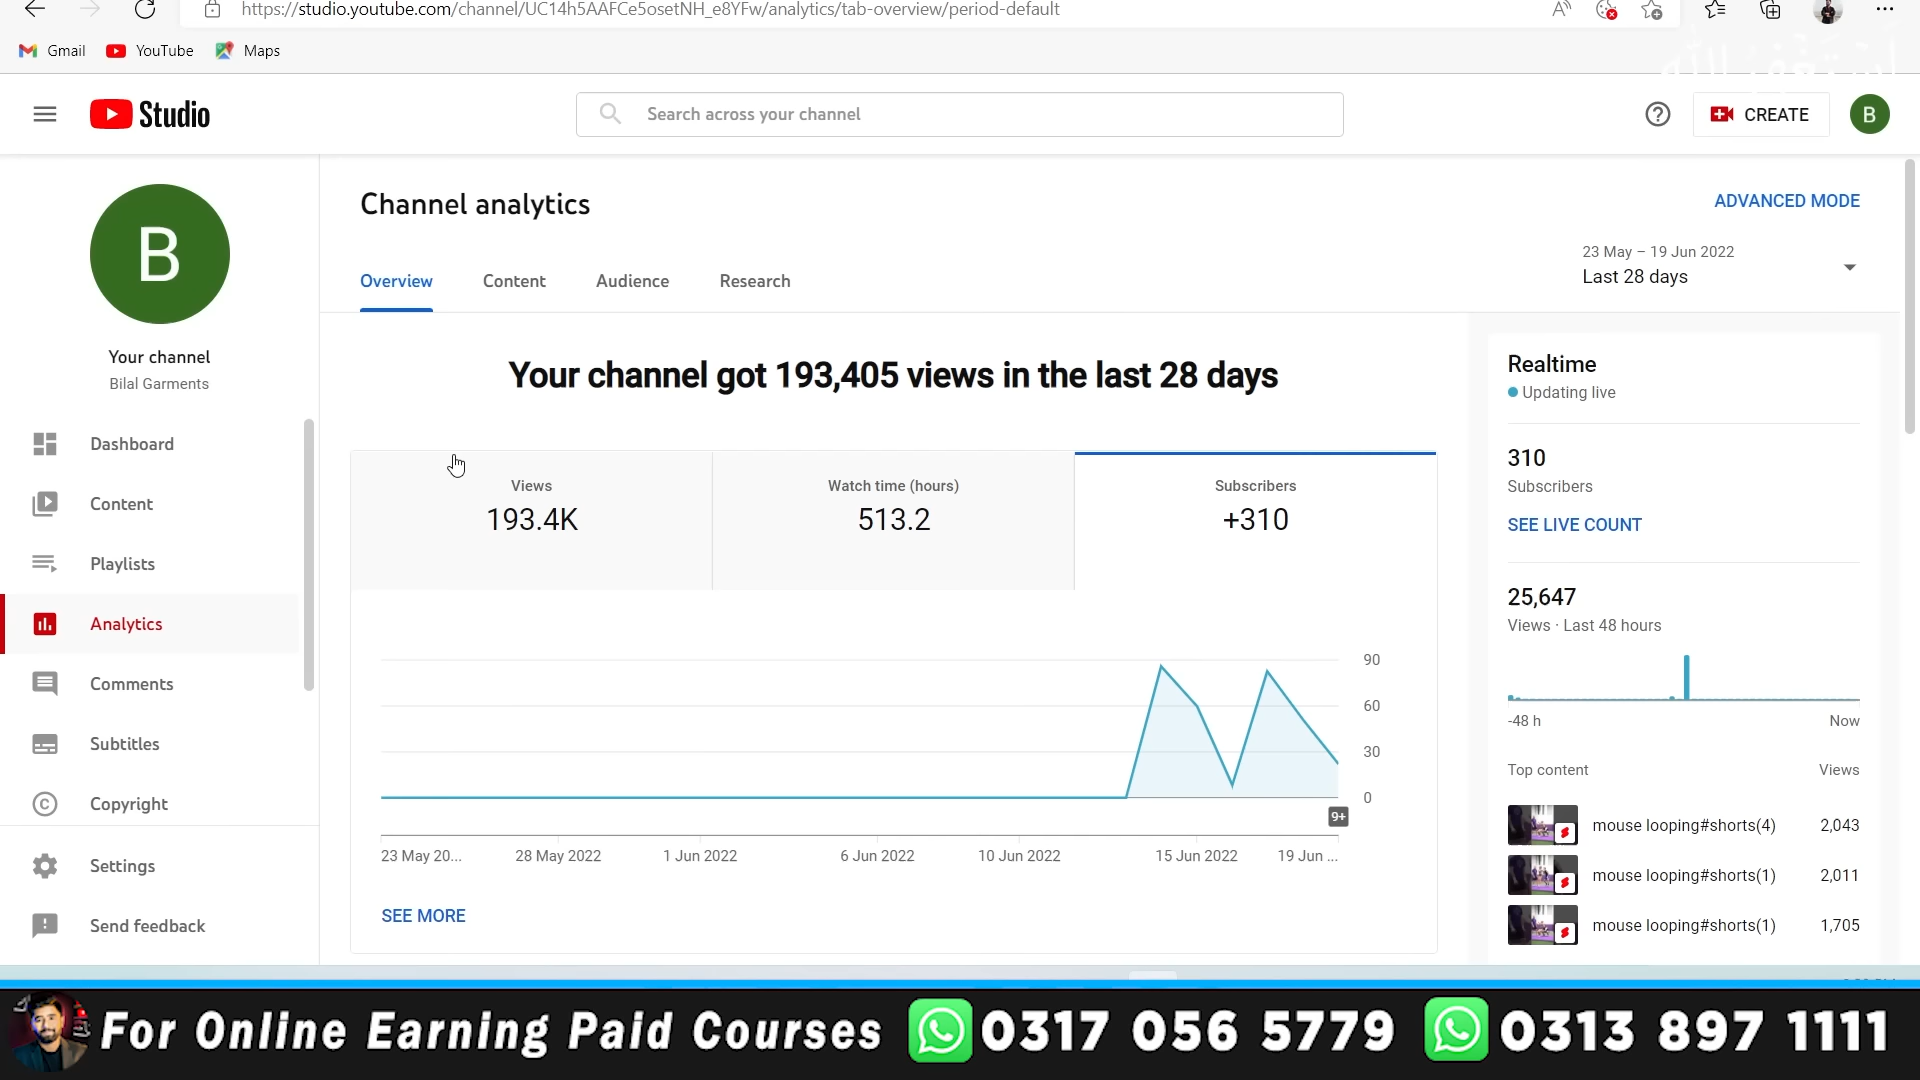 https://studio.youtube.com/channel/UC14h5AAFCe5osetNH_e8YFw/analytics/tab-overview/period-default
Gmail
YouTube
Maps
أستغفر الله
Studio
Search across your channel
CREATE
B
B
Your channel
Bilal Garments
Dashboard
Content
Playlists
Analytics
Comments
Subtitles
Copyright
Settings
Send feedback
Channel analytics
ADVANCED MODE
Overview
Content
Audience
Research
23 May – 19 Jun 2022
Last 28 days
Your channel got 193,405 views in the last 28 days
Views
193.4K
Watch time (hours)
513.2
Subscribers
+310
90
60
30
0
9+
23 May 20...
28 May 2022
1 Jun 2022
6 Jun 2022
10 Jun 2022
15 Jun 2022
19 Jun ...
SEE MORE
Realtime
Updating live
310
Subscribers
SEE LIVE COUNT
25,647
Views · Last 48 hours
-48 h
Now
Top content
Views
mouse looping#shorts(4)
2,043
mouse looping#shorts(1)
2,011
mouse looping#shorts(1)
1,705
For Online Earning Paid Courses
0317 056 5779
0313 897 1111